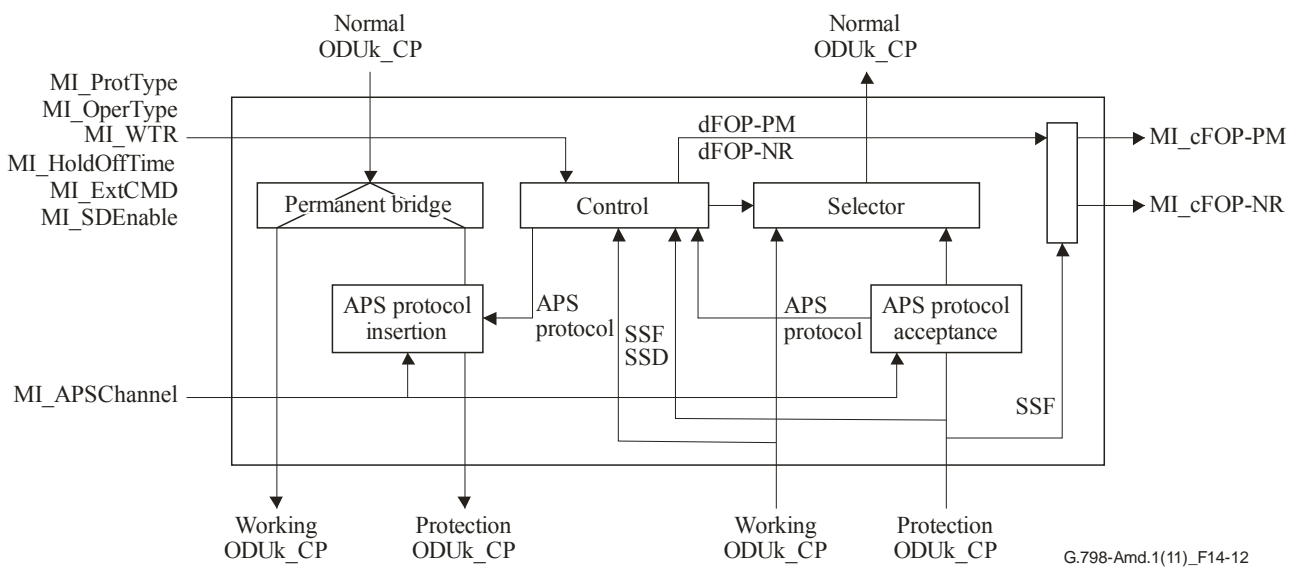 Normal
ODUk_CP
Normal
ODUk_CP
MI_ProtType
MI_OperType
MI_WTR
MI_HoldOffTime
MI_ExtCMD
MI_SDEnable
dFOP-PM
dFOP-NR
MI_cFOP-PM
MI_cFOP-NR
Permanent bridge
Control
Selector
APS protocol
insertion
APS
protocol
SSF
SSD
APS
protocol
APS protocol
acceptance
MI_APSChannel
SSF
Working
ODUk_CP
Protection
ODUk_CP
Working
ODUk_CP
Protection
ODUk_CP
G.798-Amd.1(11)_F14-12